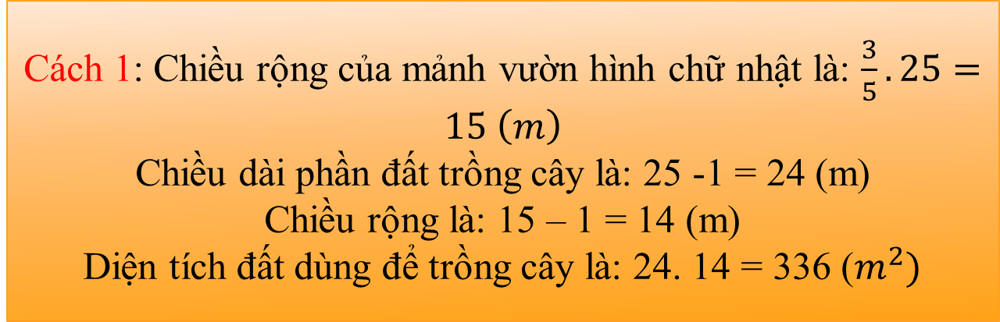 Cách 1: Chiều rộng của mảnh vườn hình chữ nhật là: 3/5 . 25 =
15 (m)
Chiều dài phần đất trồng cây là: 25 -1 = 24 (m)
Chiều rộng là: 15 – 1 = 14 (m)
Diện tích đất dùng để trồng cây là: 24. 14 = 336 (m²)